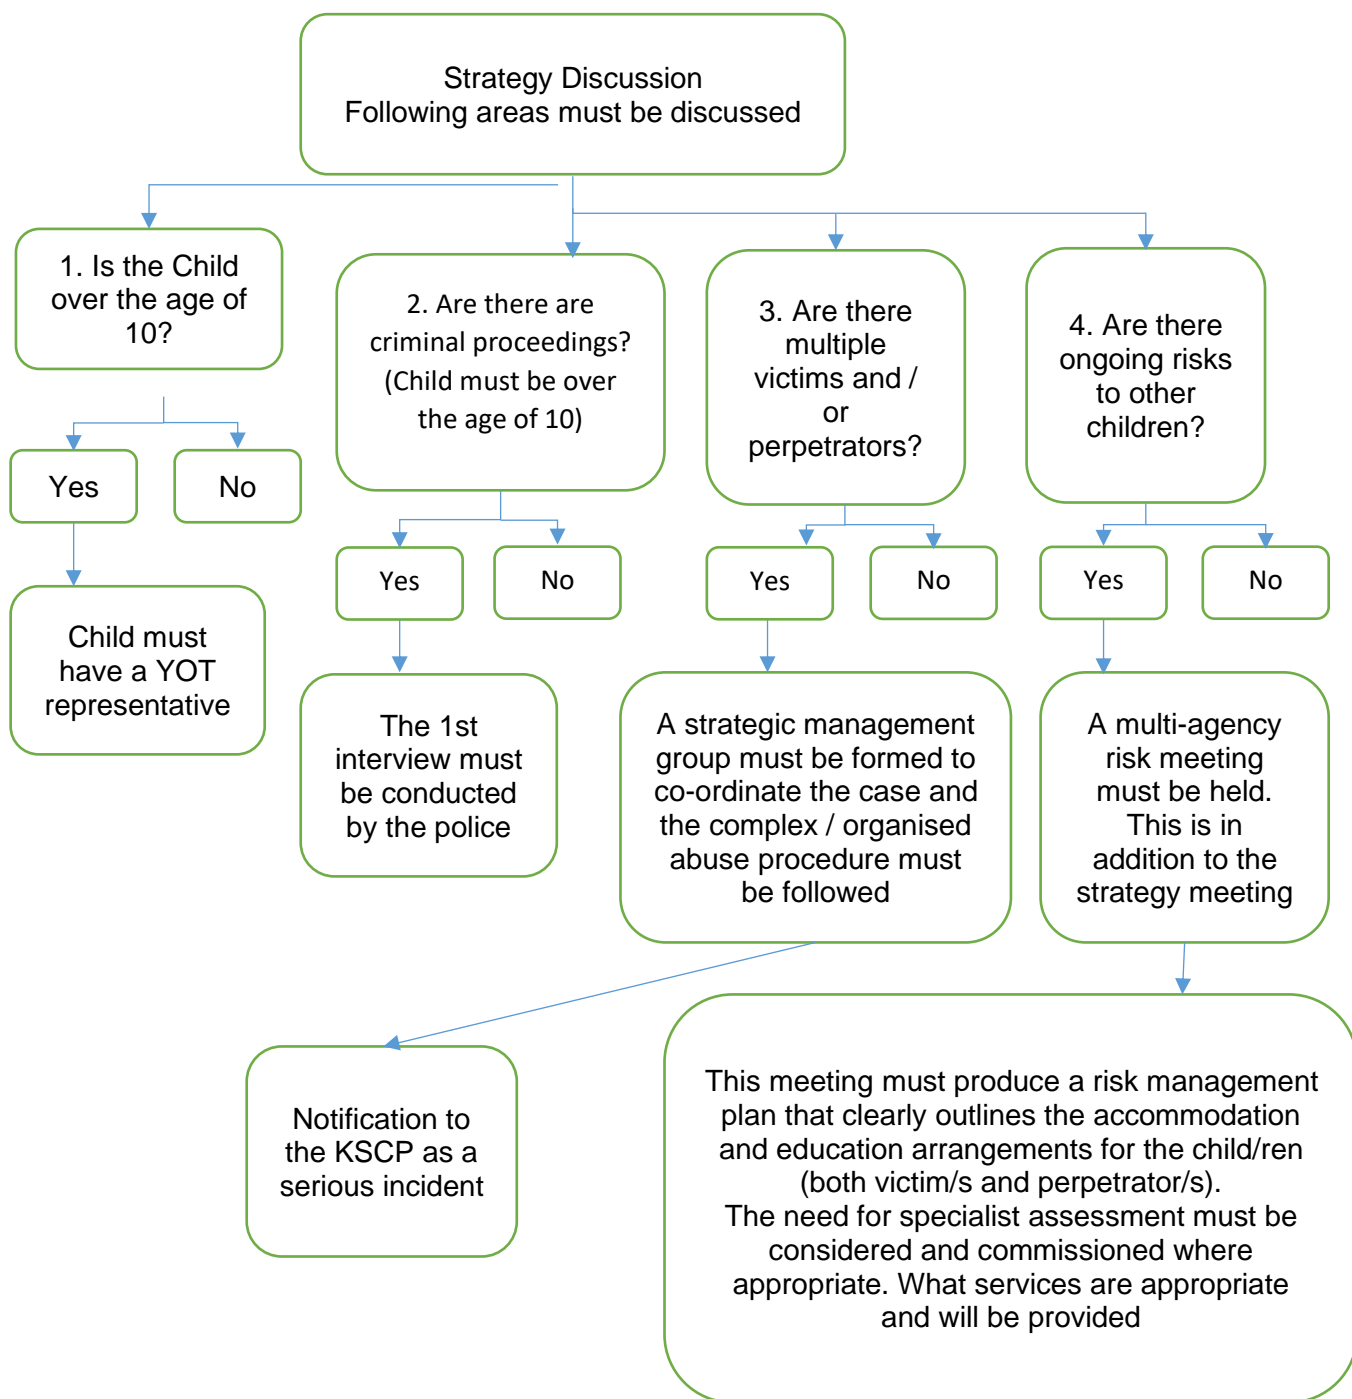 Strategy Discussion
Following areas must be discussed
1. Is the Child
over the age of
10?
Yes
No
Child must
have a YOT
representative
2. Are there are
criminal proceedings?
(Child must be over
the age of 10)
Yes
No
The 1st
interview must
be conducted
by the police
3. Are there
multiple
victims and /
or
perpetrators?
Yes
No
A strategic management
group must be formed to
co-ordinate the case and
the complex / organised
abuse procedure must
be followed
Notification to
the KSCP as a
serious incident
4. Are there
ongoing risks
to other
children?
Yes
No
A multi-agency
risk meeting
must be held.
This is in
addition to the
strategy meeting
This meeting must produce a risk management
plan that clearly outlines the accommodation
and education arrangements for the child/ren
(both victim/s and perpetrator/s).
The need for specialist assessment must be
considered and commissioned where
appropriate. What services are appropriate
and will be provided